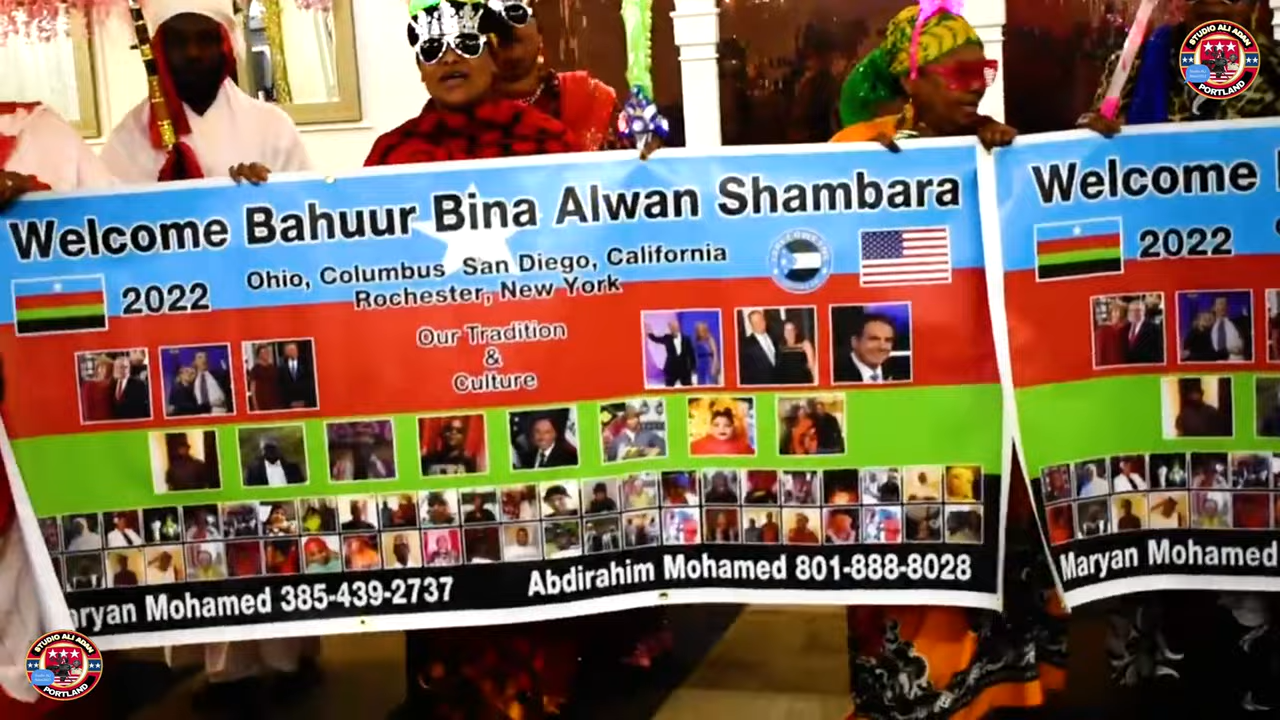 STUDIO ALI ADAN
PORTLAND
Welcome Bahuur Bina Alwan Shambara
2022
Ohio, Columbus San Diego, California
Rochester, New York
Our Tradition
&
Culture
aryan Mohamed 385-439-2737
Abdirahim Mohamed 801-888-8028
Welcome
2022
Maryan Mohamed
STUDIO ALI ADAN
PORTLAND